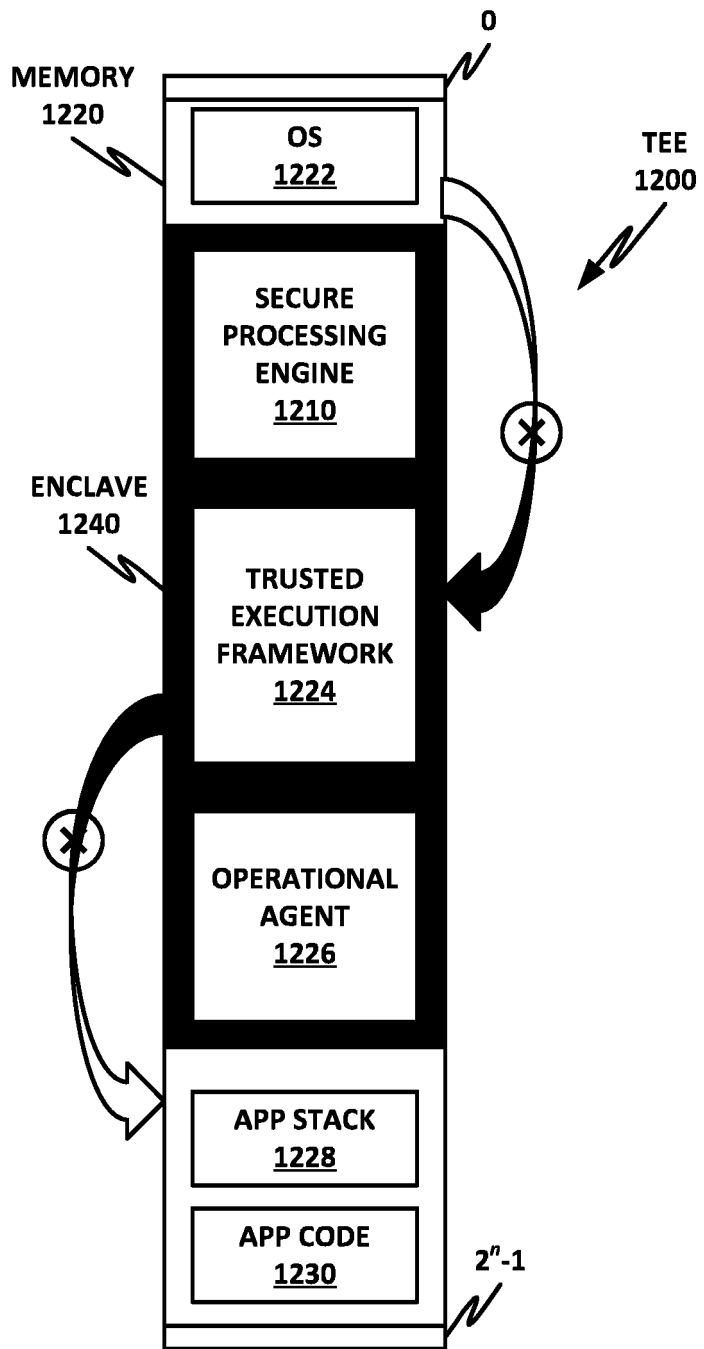 0
MEMORY
1220
OS
1222
TEE
1200
SECURE
PROCESSING
ENGINE
1210
ENCLAVE
1240
TRUSTED
EXECUTION
FRAMEWORK
1224
OPERATIONAL
AGENT
1226
APP STACK
1228
APP CODE
1230
2ⁿ-1